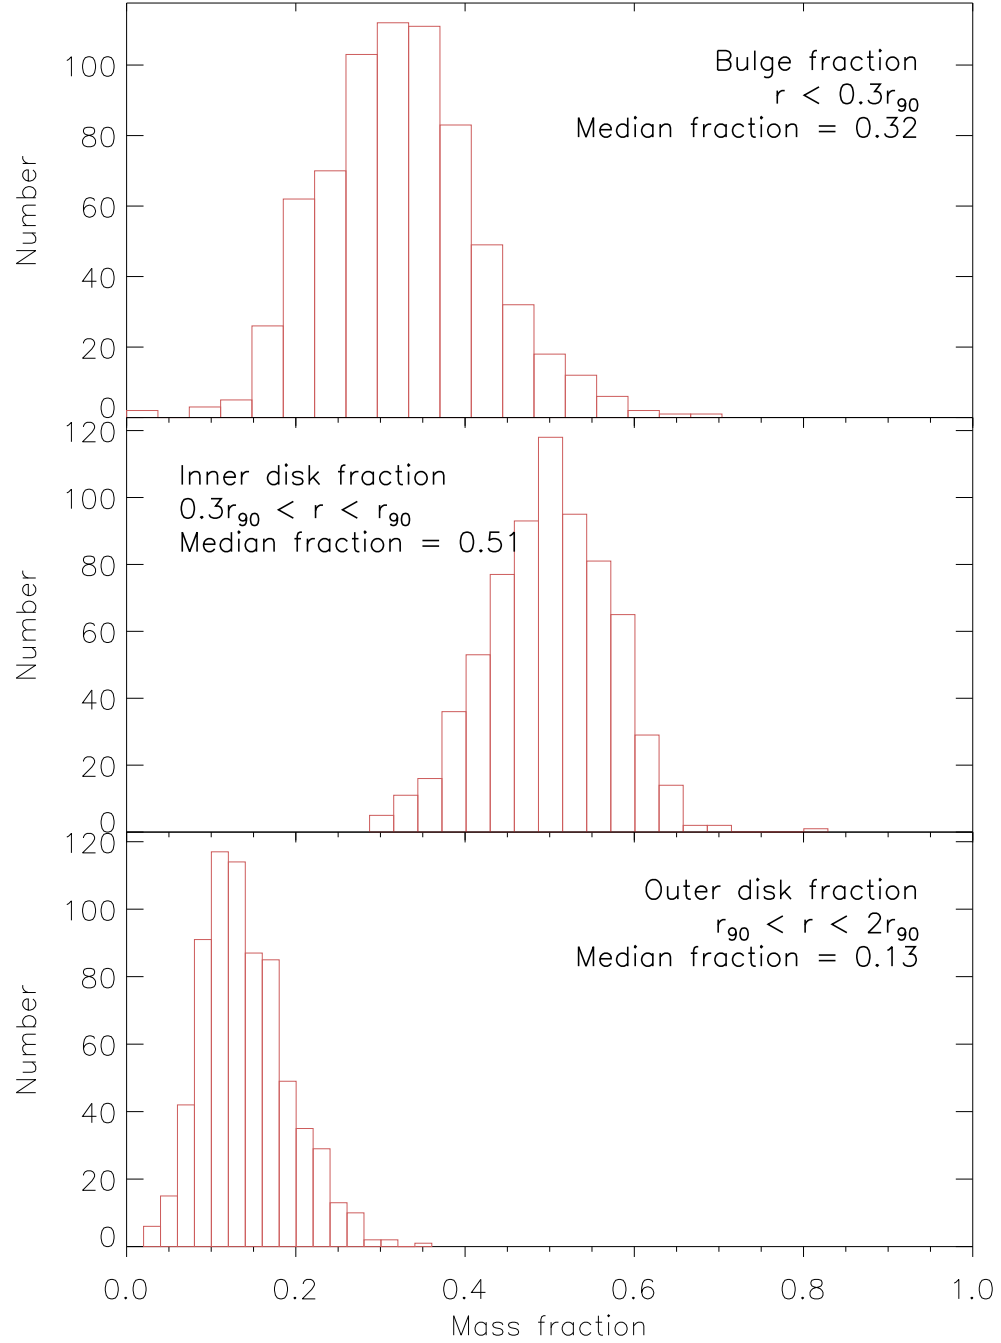 Number
100
80
60
40
20
0
Bulge fraction
r < 0.3r₉₀
Median fraction = 0.32
Number
120
100
80
60
40
20
0
Inner disk fraction
0.3r₉₀ < r < r₉₀
Median fraction = 0.51
Number
120
100
80
60
40
20
0
Outer disk fraction
r₉₀ < r < 2r₉₀
Median fraction = 0.13
0.0 0.2 0.4 0.6 0.8 1.0
Mass fraction